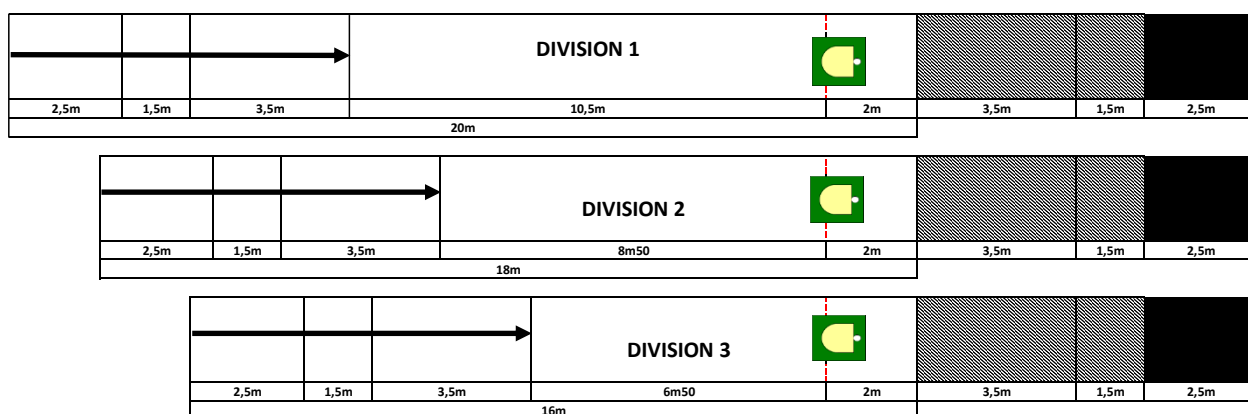 DIVISION 1
2,5m 1,5m 3,5m 10,5m 2m 3,5m 1,5m 2,5m
20m
DIVISION 2
2,5m 1,5m 3,5m 8m50 2m 3,5m 1,5m 2,5m
18m
DIVISION 3
2,5m 1,5m 3,5m 6m50 2m 3,5m 1,5m 2,5m
16m